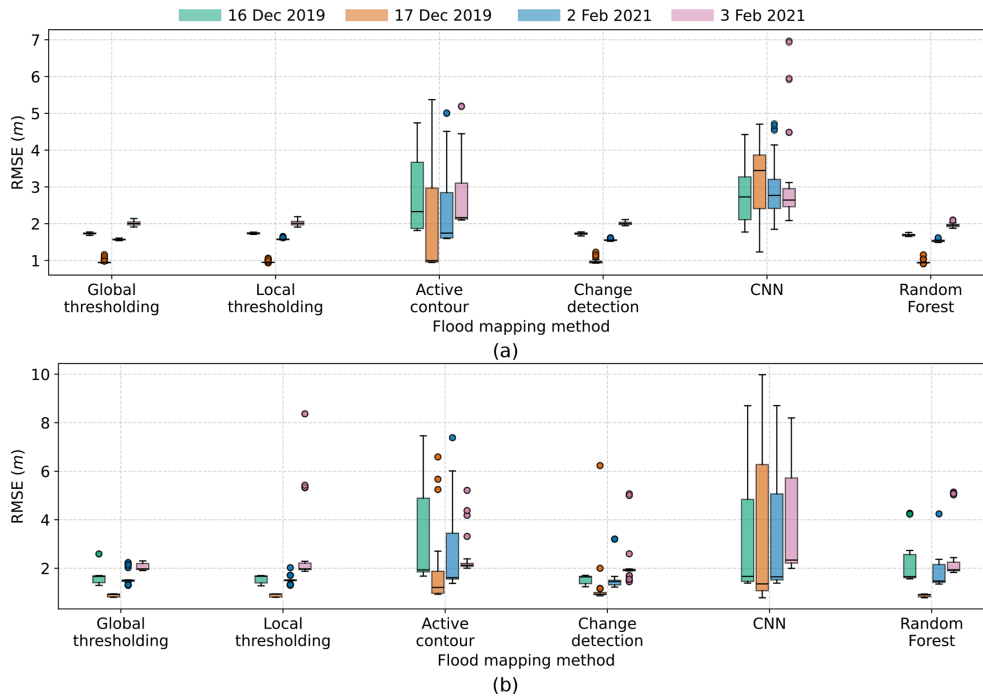 16 Dec 2019 17 Dec 2019 2 Feb 2021 3 Feb 2021
7
6
5
4
3
2
1
RMSE (m)
Global thresholding
Local thresholding
Active contour
Change detection
CNN
Random Forest
Flood mapping method
(a)
10
8
6
4
2
RMSE (m)
Global thresholding
Local thresholding
Active contour
Change detection
CNN
Random Forest
Flood mapping method
(b)